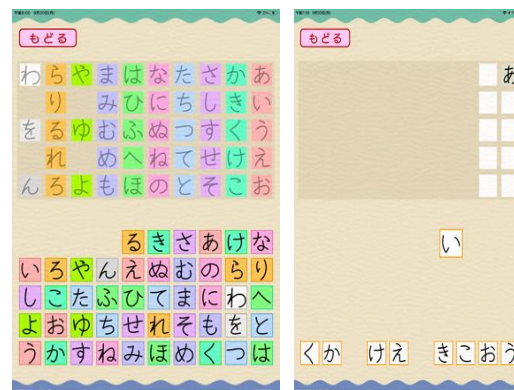 もどる
わらやまはなたさかあ
りみひにちしきい
をるゆむふぬつすくう
れめへねてせけえ
んろよもほのとそこお
るきさあけな
いろやんえぬむのらり
しこたふひてまにわへ
よおゆちせれそもをと
うかすねみほめくつは
もどる
あ
い
くか けえ きこおう